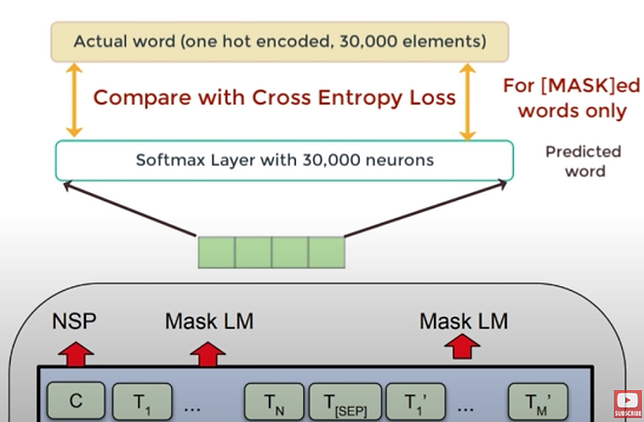 Actual word (one hot encoded, 30,000 elements)
Compare with Cross Entropy Loss
For [MASK]ed
words only
Softmax Layer with 30,000 neurons
Predicted
word
NSP
Mask LM
Mask LM
C
T1
...
TN
T[SEP]
T1'
...
TM'
SUBSCRIBE